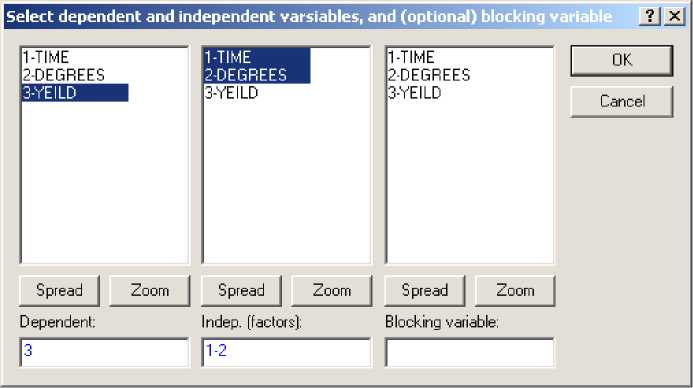 Select dependent and independent varsiables, and (optional) blocking variable
1-TIME
2-DEGREES
3-YEILD
1-TIME
2-DEGREES
3-YEILD
1-TIME
2-DEGREES
3-YEILD
OK
Cancel
Spread Zoom Spread Zoom Spread Zoom
Dependent: Indep. (factors): Blocking variable:
3 1-2